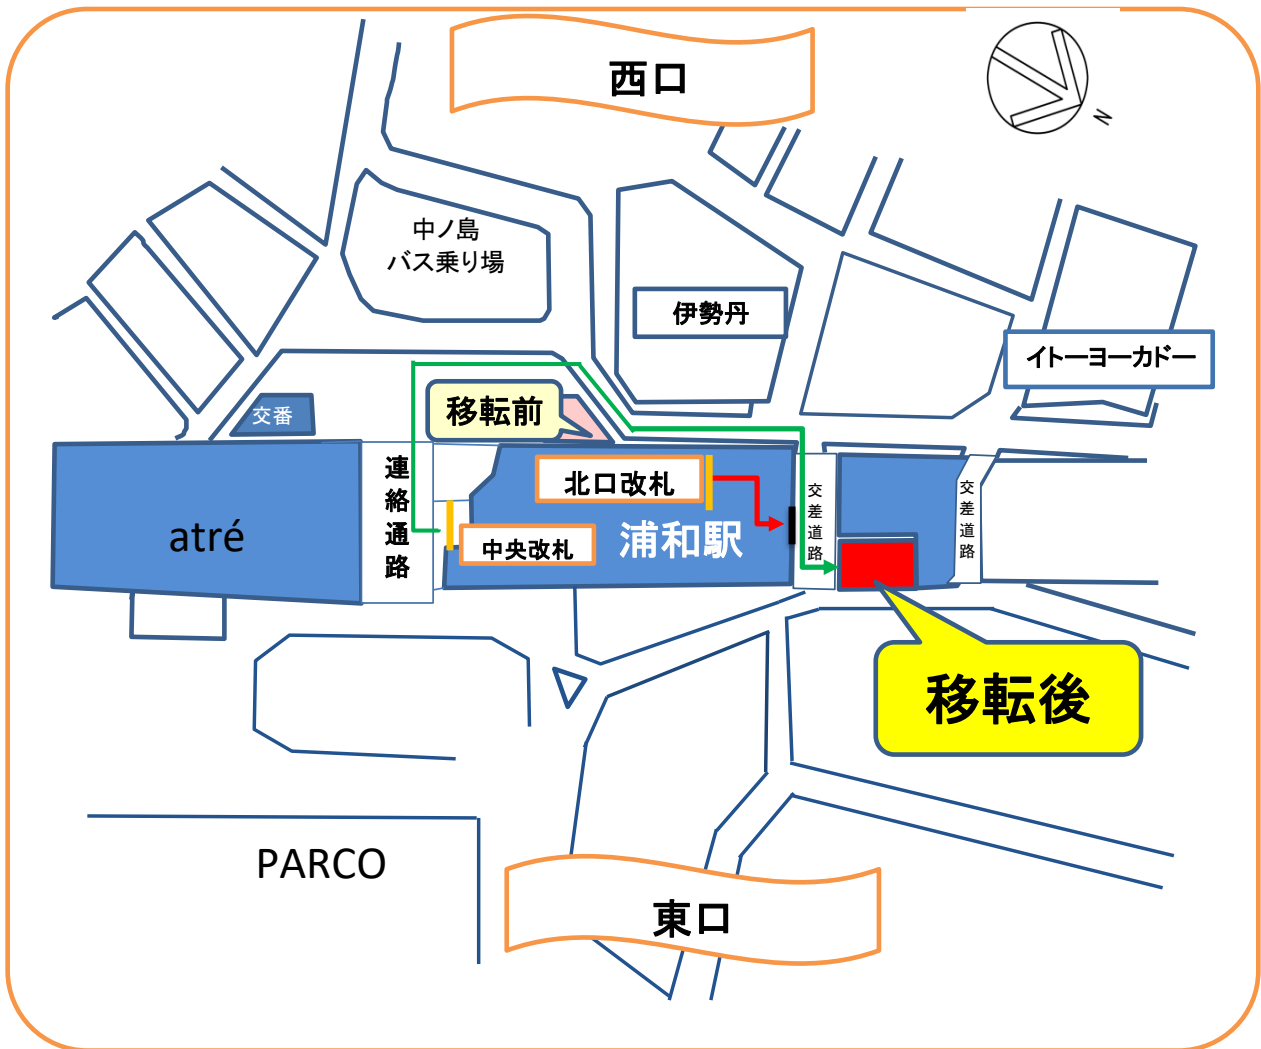 西口
N
中ノ島
バス乗り場
伊勢丹
イトーヨーカドー
移転前
交番
連絡通路
北口改札
交差道路
交差道路
atré
浦和駅
中央改札
移転後
PARCO
東口